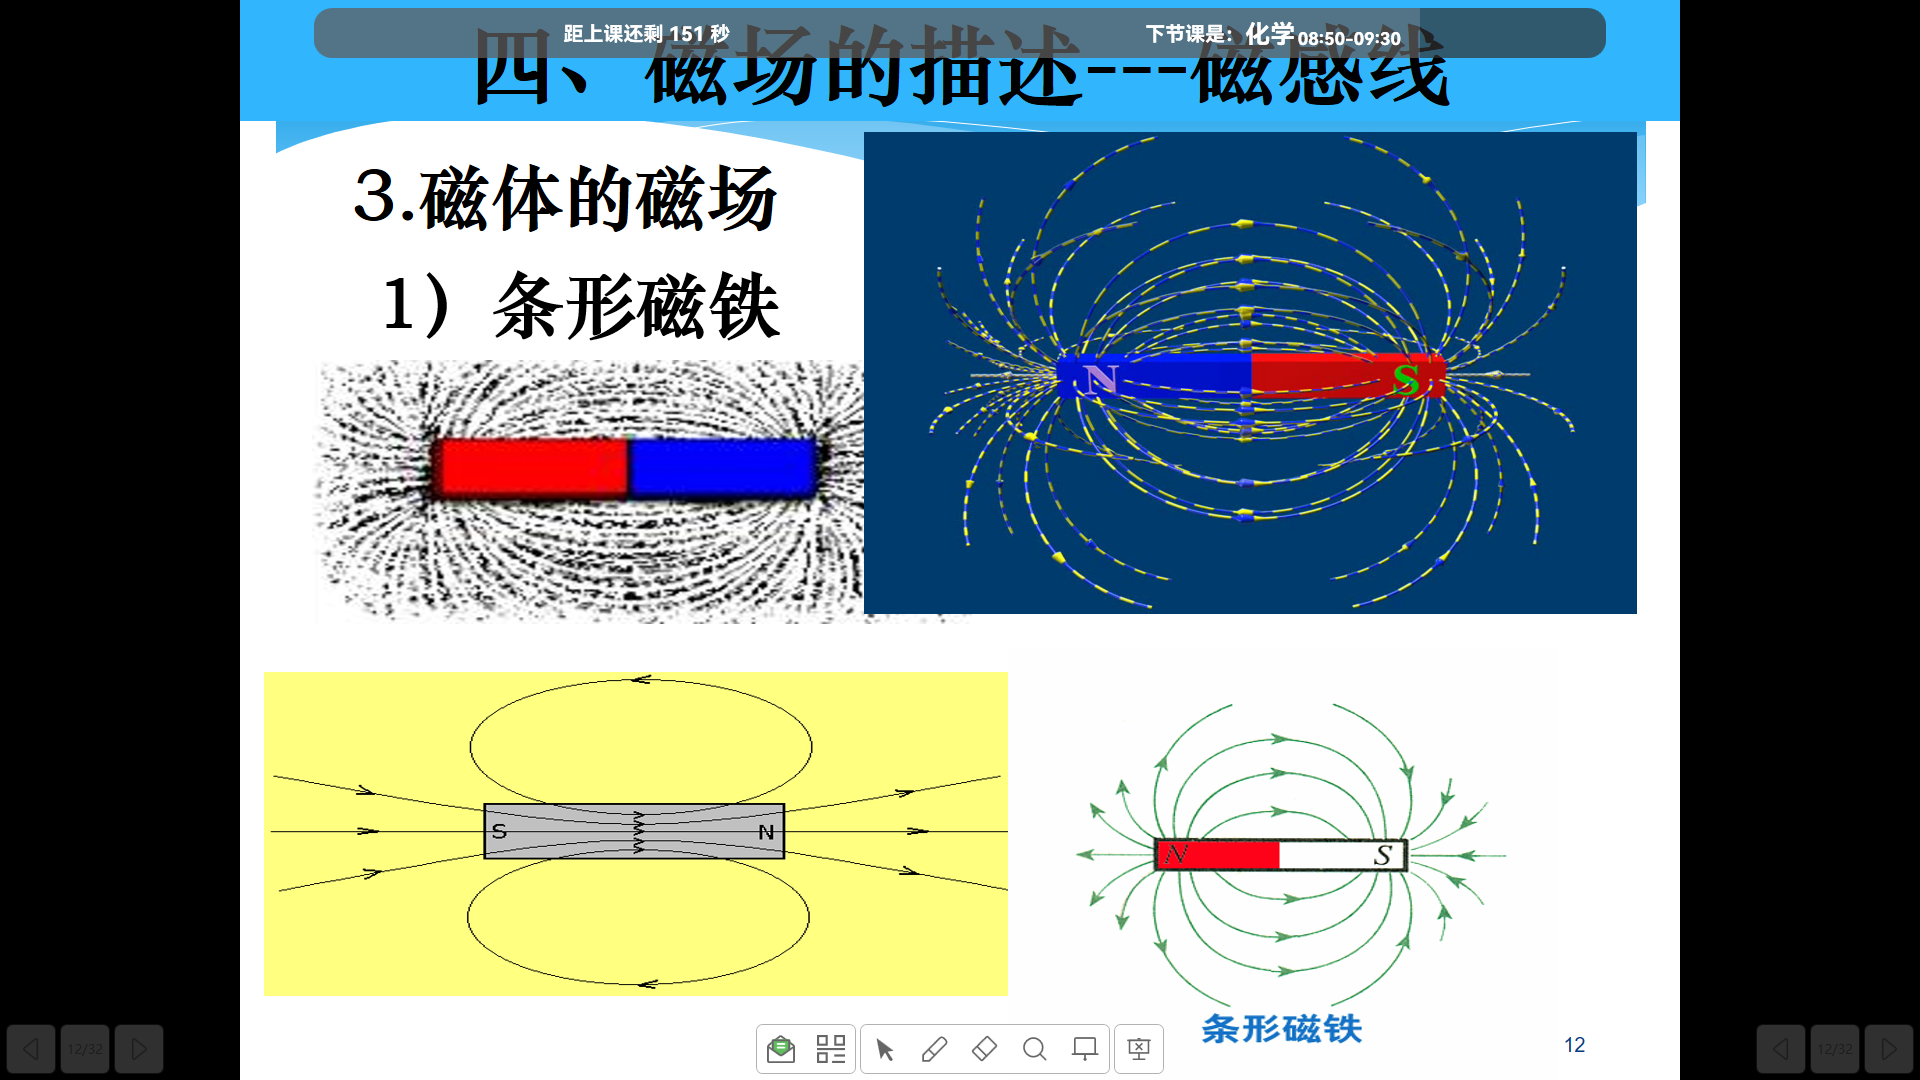 距上课还剩 151 秒
下节课是：化学 08:50-09:30
四、磁场的描述---磁感线
3.磁体的磁场
1）条形磁铁
N S
S N
N S
条形磁铁
12
12/32
12/32